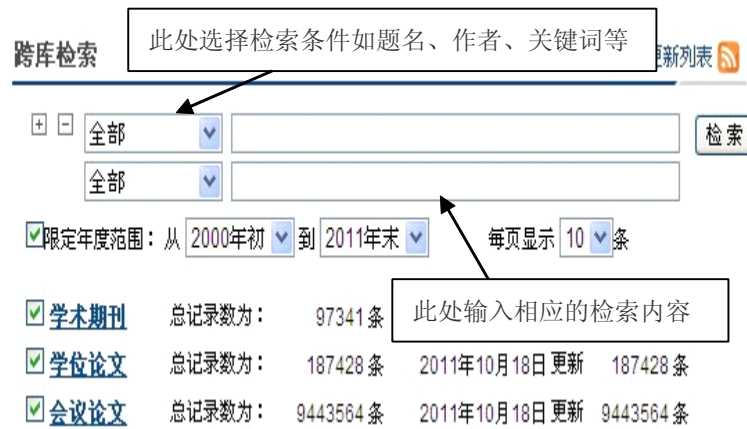 此处选择检索条件如题名、作者、关键词等
跨库检索 更新列表
全部 检索
全部
限定年度范围：从 2000年初 到 2011年末 每页显示 10 条
此处输入相应的检索内容
学术期刊 总记录数为： 97341 条
学位论文 总记录数为： 187428 条 2011年10月18日 更新 187428 条
会议论文 总记录数为： 9443564 条 2011年10月18日 更新 9443564 条